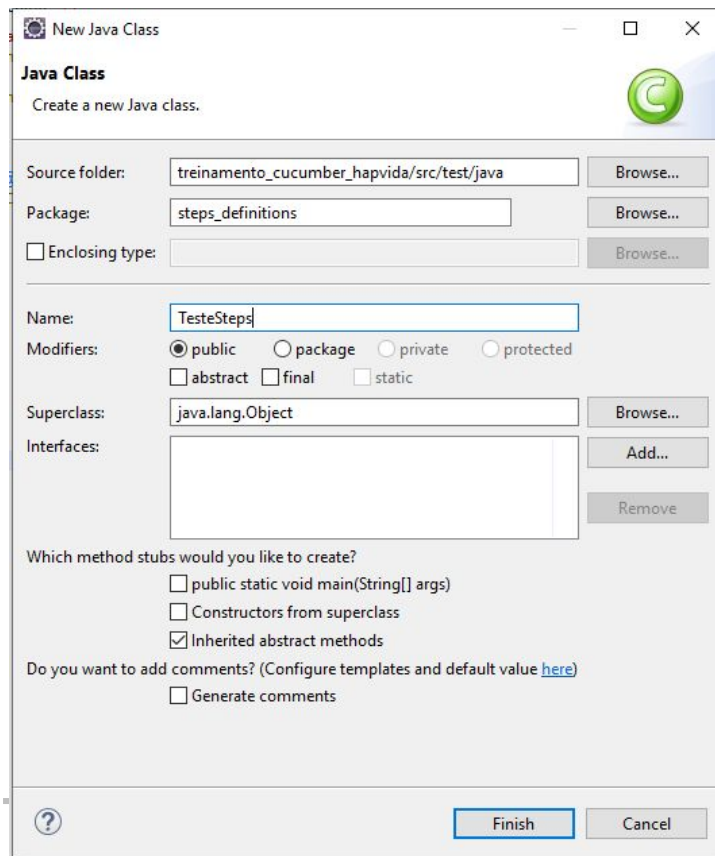 New Java Class
Java Class
Create a new Java class.
Source folder: treinamento_cucumber_hapvida/src/test/java Browse...
Package: steps_definitions Browse...
Enclosing type: Browse...
Name: TesteSteps
Modifiers: public package private protected
abstract final static
Superclass: java.lang.Object Browse...
Interfaces: Add...
Remove
Which method stubs would you like to create?
public static void main(String[] args)
Constructors from superclass
Inherited abstract methods
Do you want to add comments? (Configure templates and default value here)
Generate comments
Finish Cancel